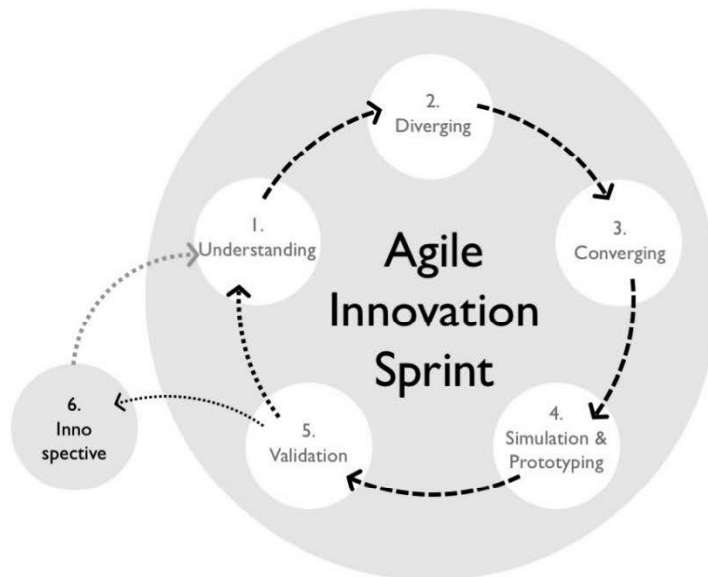 2.
Diverging
1.
Understanding
3.
Converging
Agile
Innovation
Sprint
6.
Inno
spective
5.
Validation
4.
Simulation &
Prototyping